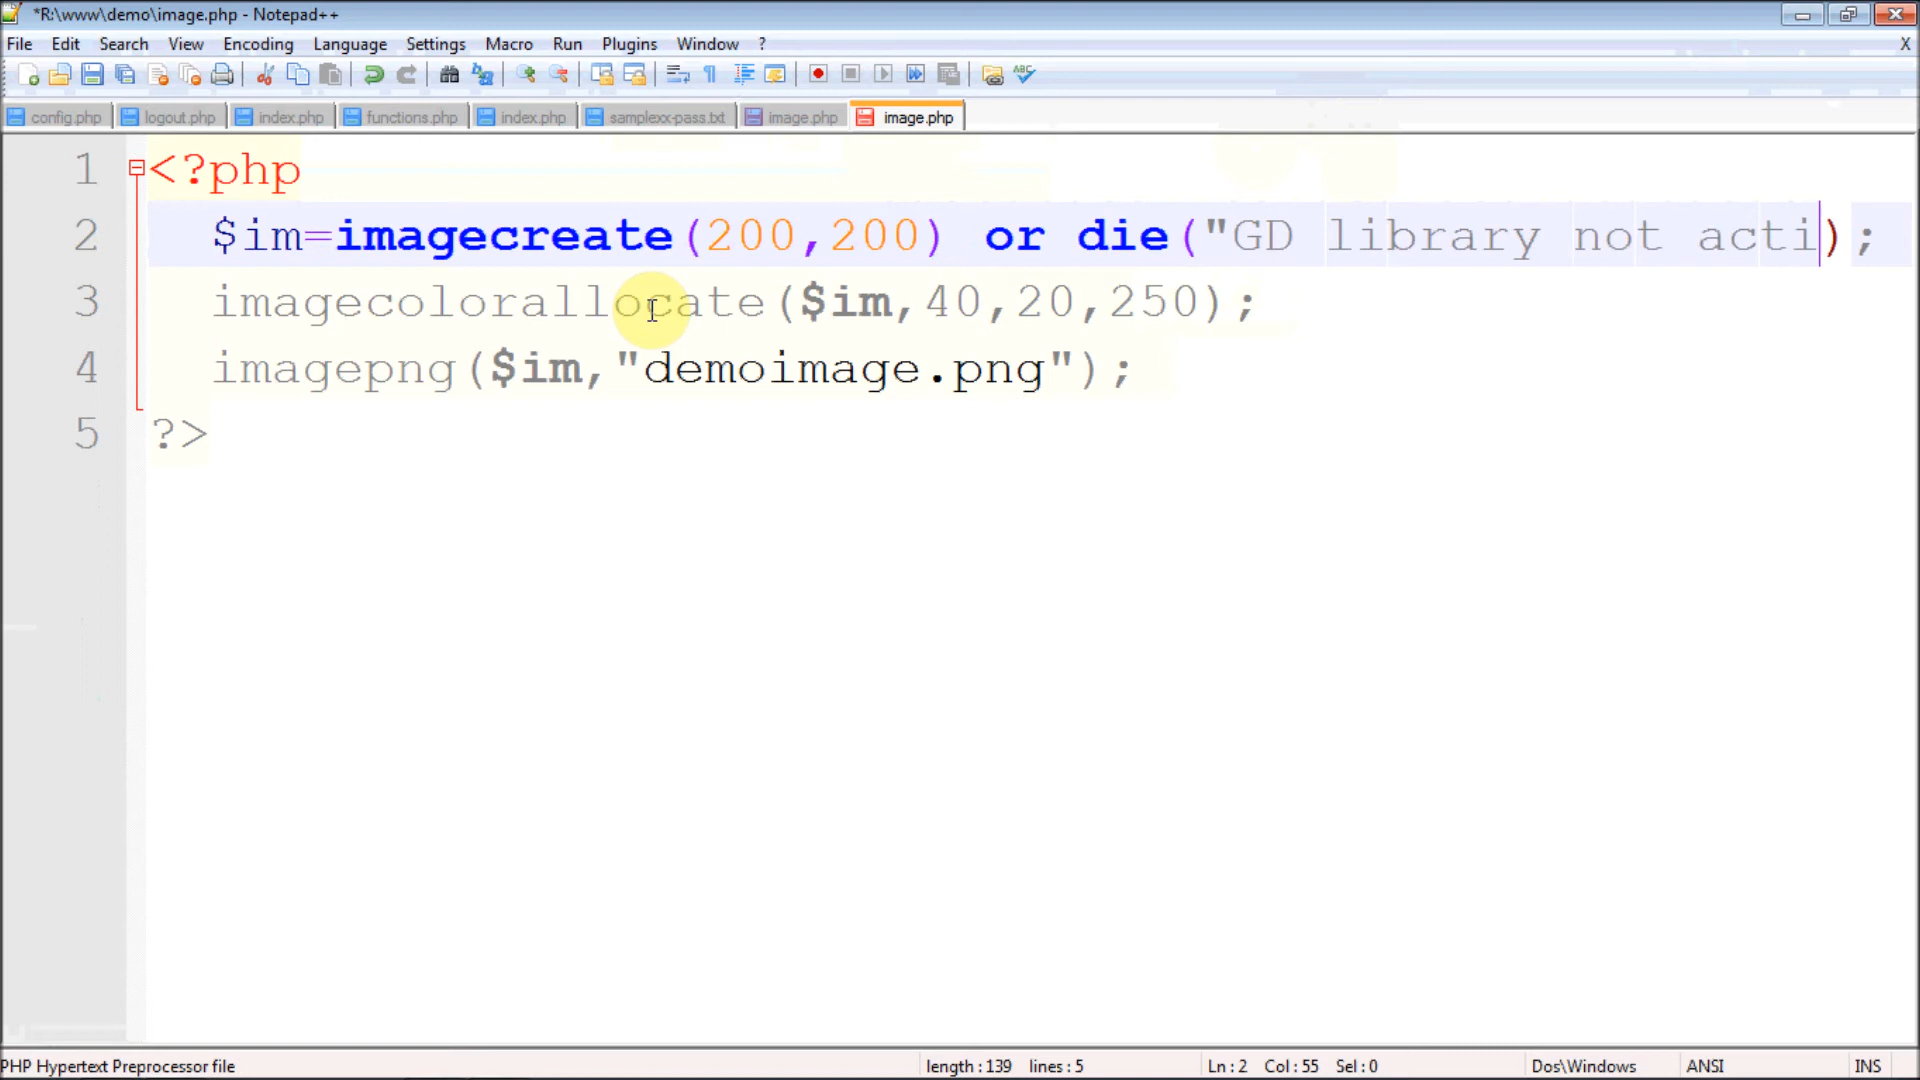 *R:\www\demo\image.php - Notepad++
File Edit Search View Encoding Language Settings Macro Run Plugins Window ? X
config.php logout.php index.php functions.php index.php samplexx-pass.txt image.php image.php
1 <?php
2 $im=imagecreate(200,200) or die("GD library not acti);
3 imagecolorallocate($im,40,20,250);
4 imagepng($im,"demoimage.png");
5 ?>
PHP Hypertext Preprocessor file length : 139 lines : 5 Ln : 2 Col : 55 Sel : 0 Dos\Windows ANSI INS